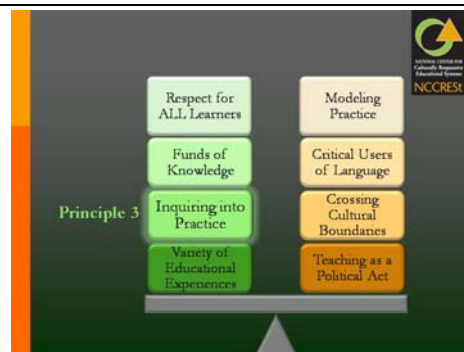 NATIONAL CENTER FOR
Culturally Responsive
Educational Systems
NCCRESt
Respect for
ALL Learners
Modeling
Practice
Funds of
Knowledge
Critical Users
of Language
Principle 3
Inquiring into
Practice
Crossing
Cultural
Boundaries
Variety of
Educational
Experiences
Teaching as a
Political Act